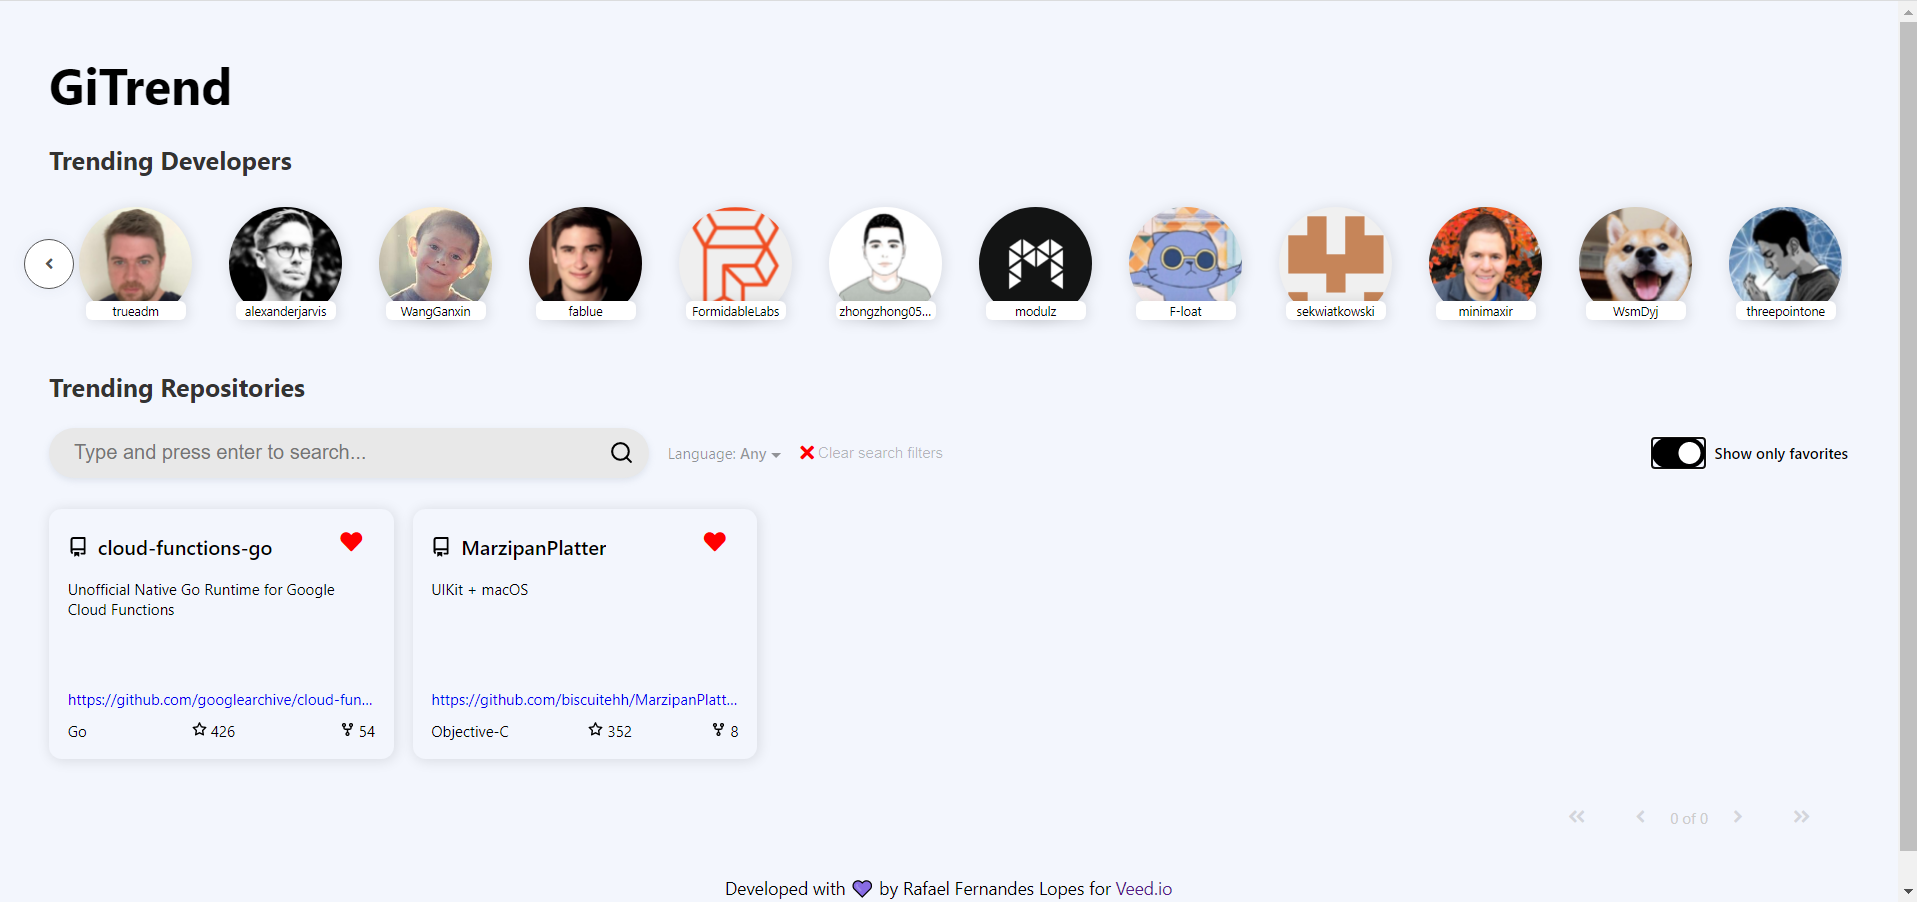 GiTrend
Trending Developers
trueadm
alexanderjarvis
WangGanxin
fablue
FormidableLabs
zhongzhong05...
modulz
F-loat
sekwiatkowski
minimaxir
WsmDyj
threepointone
Trending Repositories
Type and press enter to search...
Language: Any
Clear search filters
Show only favorites
cloud-functions-go
Unofficial Native Go Runtime for Google
Cloud Functions
https://github.com/googlearchive/cloud-fun...
Go
426
54
MarzipanPlatter
UIKit + macOS
https://github.com/biscuitehh/MarzipanPlatt...
Objective-C
352
8
0 of 0
Developed with 💜 by Rafael Fernandes Lopes for Veed.io